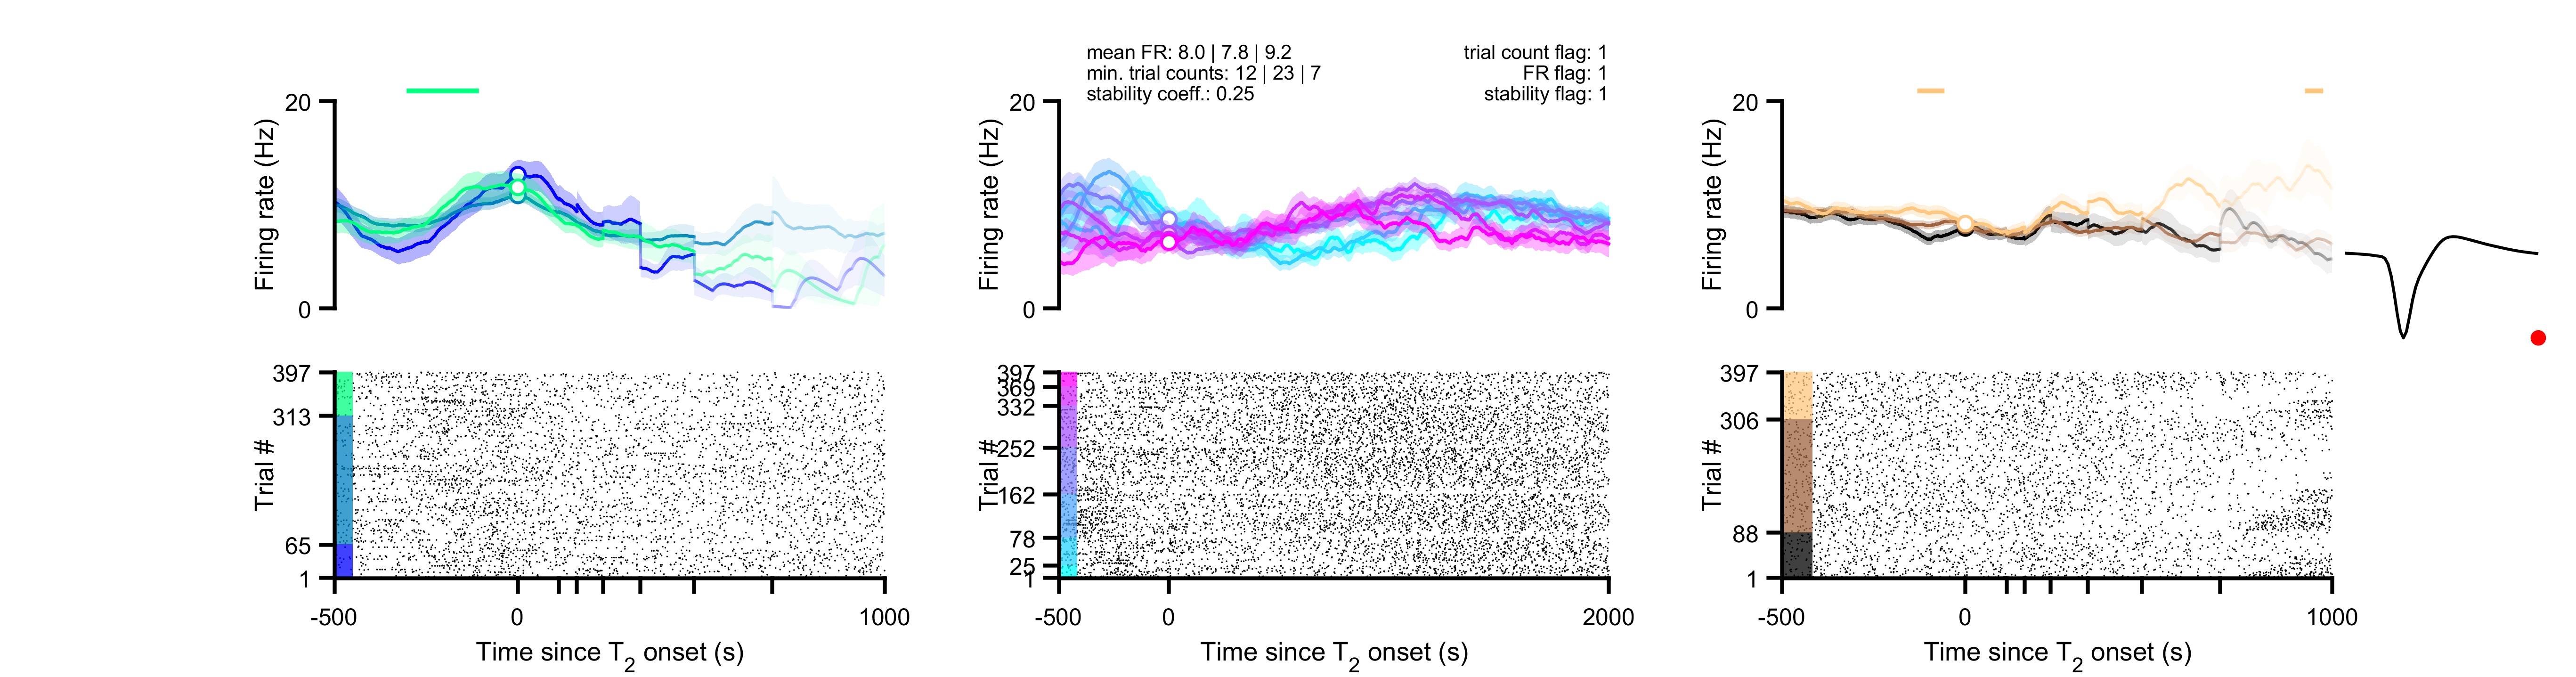 mean FR: 8.0 | 7.8 | 9.2
min. trial counts: 12 | 23 | 7
stability coeff.: 0.25
trial count flag: 1
FR flag: 1
stability flag: 1
20
0
Firing rate (Hz)
397
313
65
1
Trial #
-500
0
1000
Time since T2 onset (s)
20
0
Firing rate (Hz)
397
369
332
252
162
78
25
1
Trial #
-500
0
2000
Time since T2 onset (s)
20
0
Firing rate (Hz)
397
306
88
1
Trial #
-500
0
1000
Time since T2 onset (s)